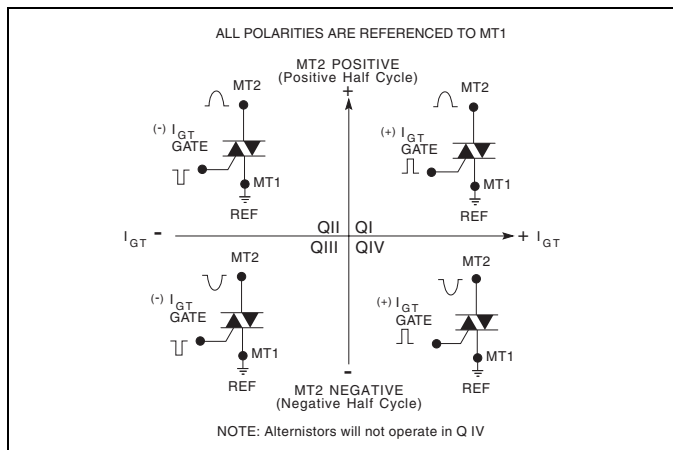 ALL POLARITIES ARE REFERENCED TO MT1
MT2 POSITIVE
(Positive Half Cycle)
+
MT2
(-) IGT
GATE
MT1
REF
MT2
(+) IGT
GATE
MT1
REF
IGT -
QII QI
QIII QIV
+ IGT
MT2
(-) IGT
GATE
MT1
REF
MT2
(+) IGT
GATE
MT1
REF
-
MT2 NEGATIVE
(Negative Half Cycle)
NOTE: Alternistors will not operate in Q IV